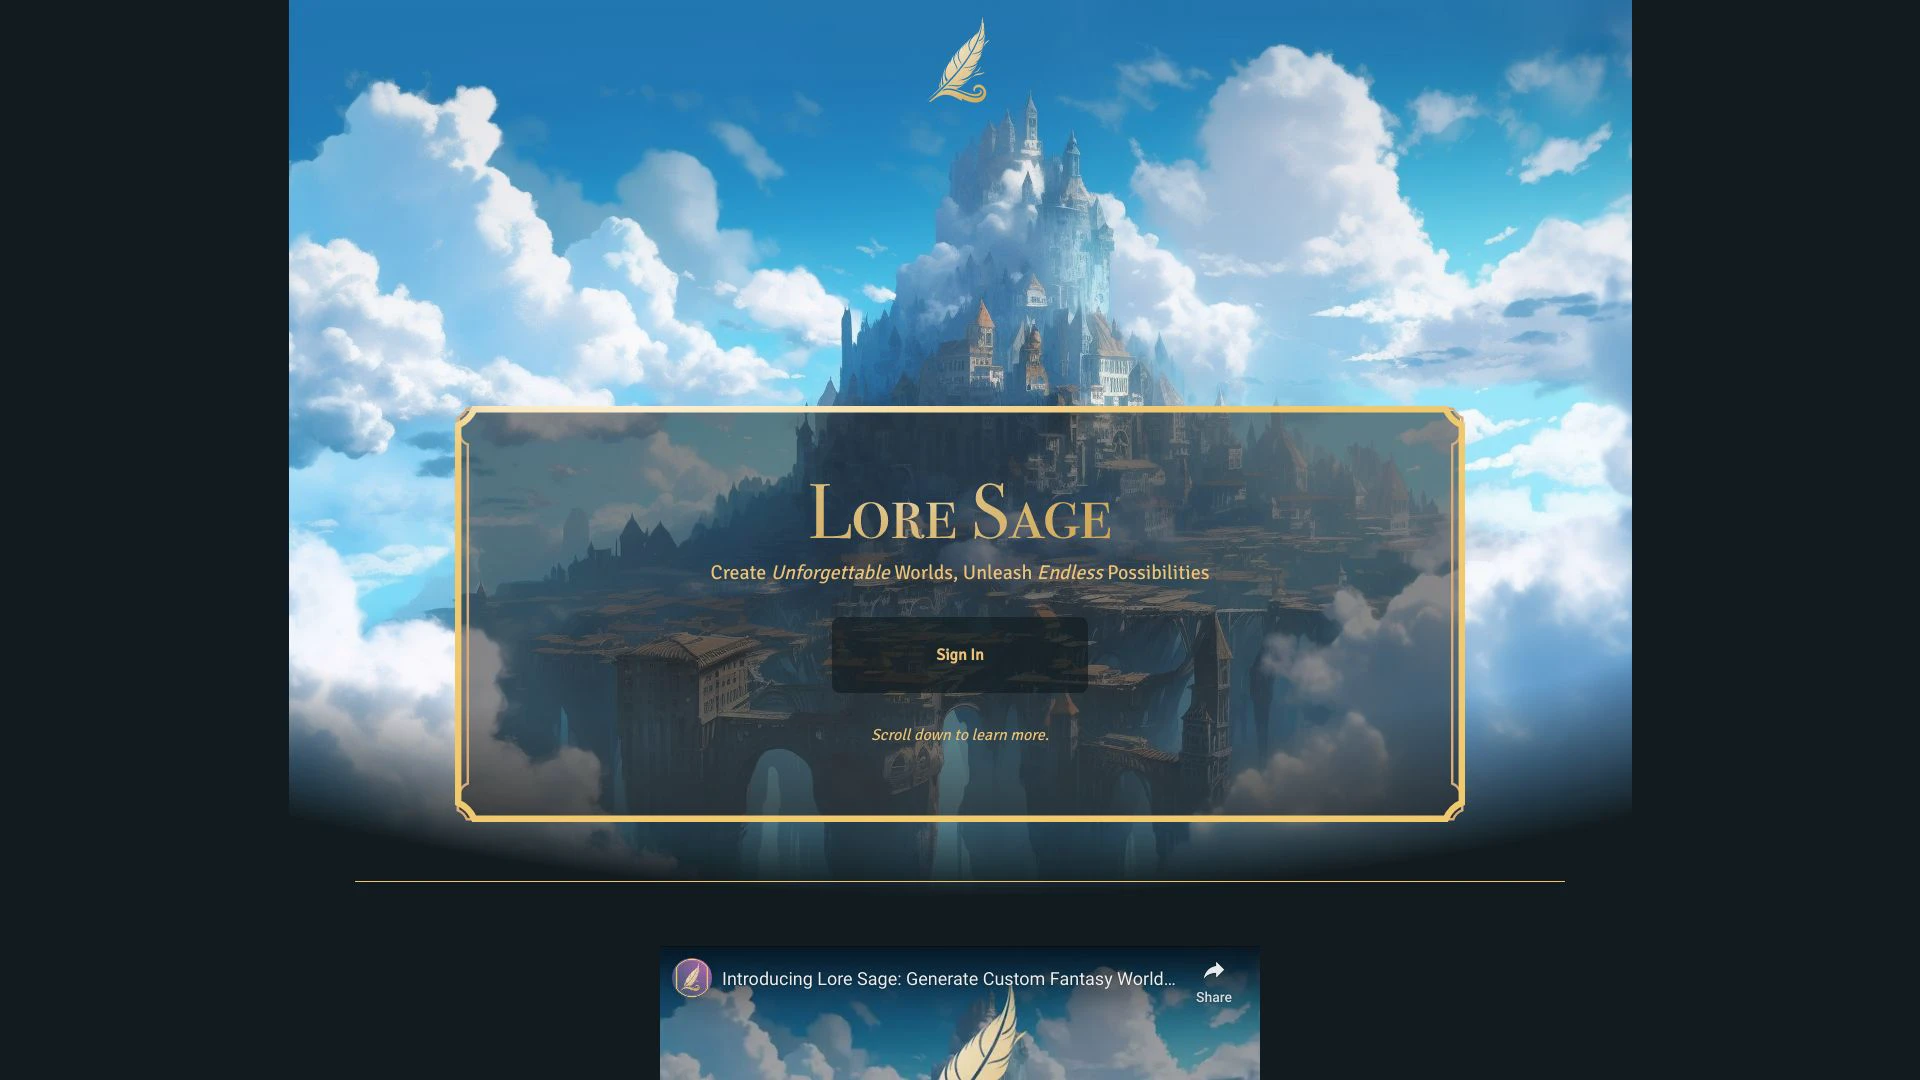 Lore Sage
Create Unforgettable Worlds, Unleash Endless Possibilities
Sign In
Scroll down to learn more.
Introducing Lore Sage: Generate Custom Fantasy World...
Share